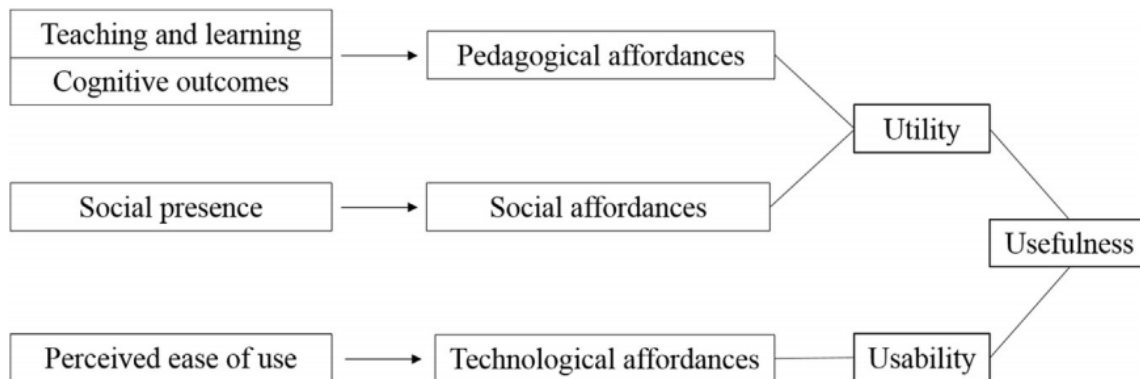 Teaching and learning
Cognitive outcomes
Pedagogical affordances
Utility
Social presence
Social affordances
Usefulness
Perceived ease of use
Technological affordances
Usability